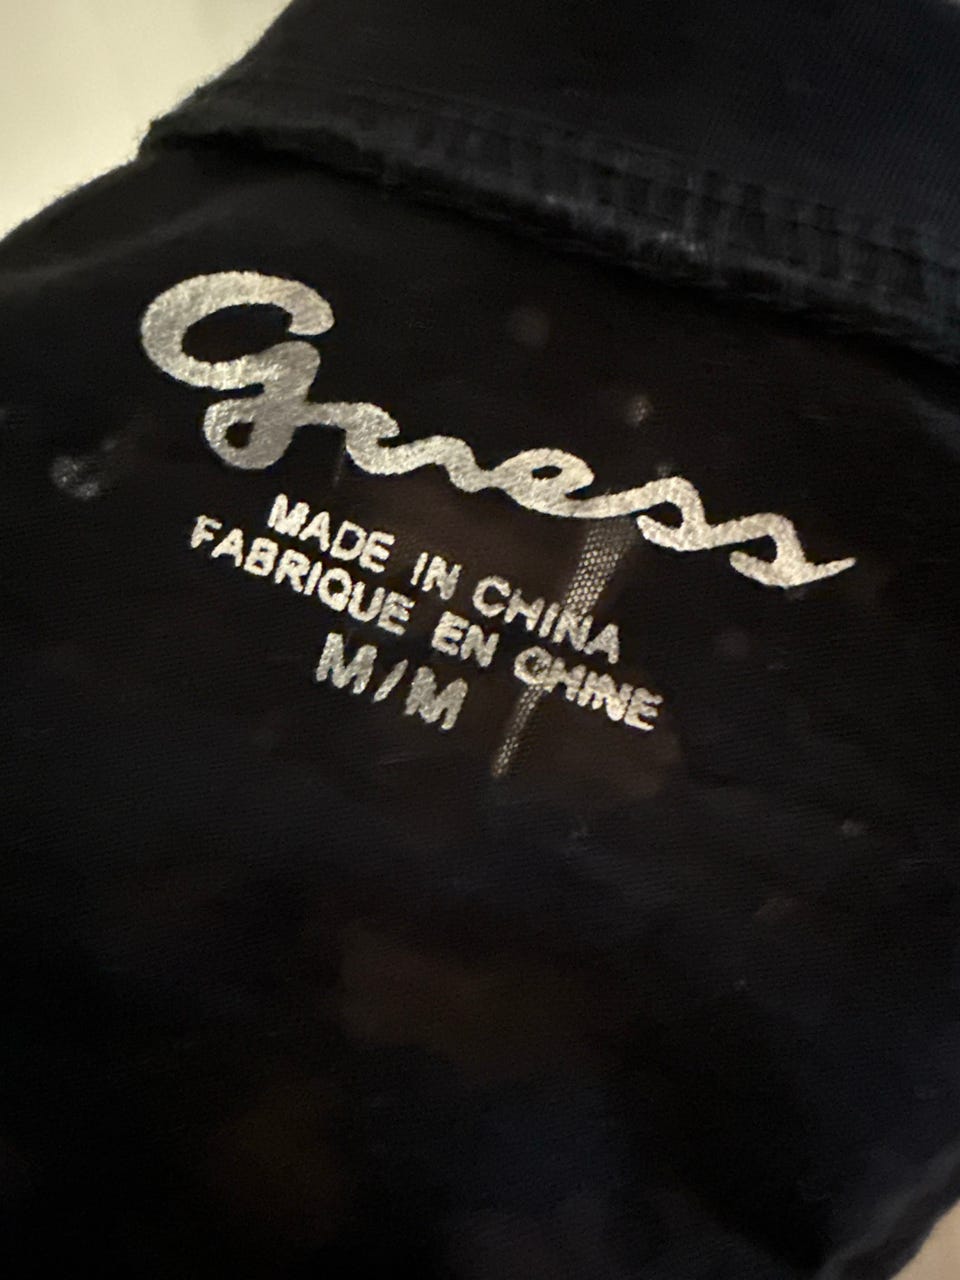 Guess
MADE IN CHINA
FABRIQUE EN CHINE
M/M